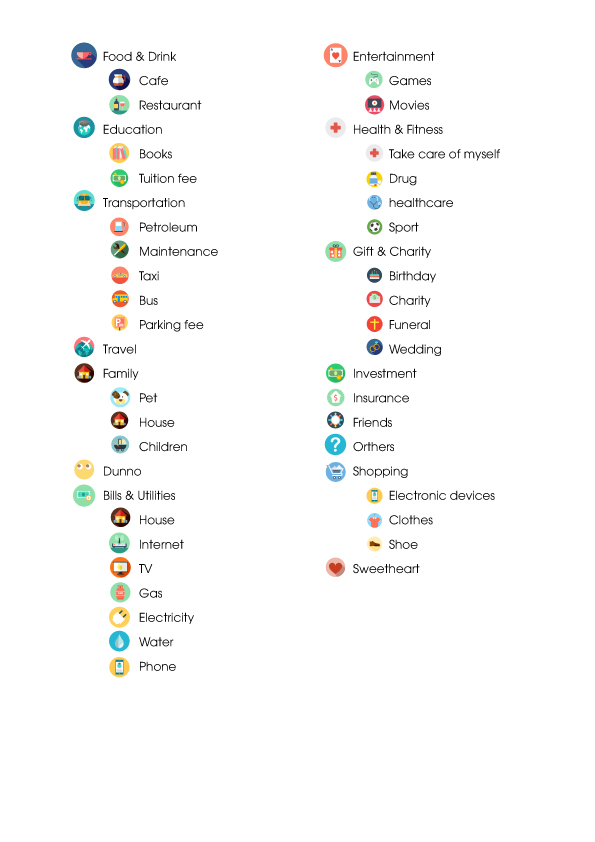 Food & Drink
Cafe
Restaurant
Education
Books
Tuition fee
Transportation
Petroleum
Maintenance
Taxi
Bus
Parking fee
Travel
Family
Pet
House
Children
Dunno
Bills & Utilities
House
Internet
TV
Gas
Electricity
Water
Phone
Entertainment
Games
Movies
Health & Fitness
Take care of myself
Drug
healthcare
Sport
Gift & Charity
Birthday
Charity
Funeral
Wedding
Investment
Insurance
Friends
Orthers
Shopping
Electronic devices
Clothes
Shoe
Sweetheart